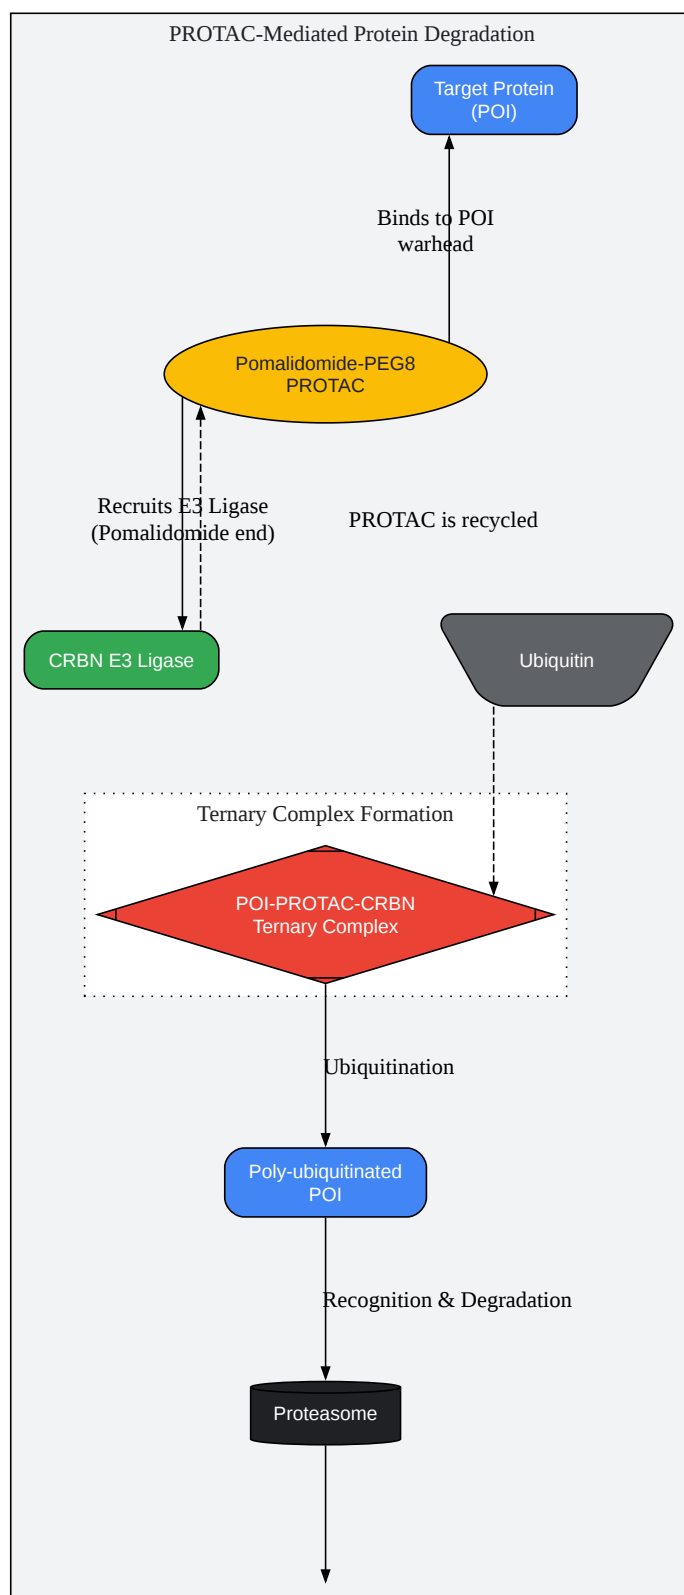 PROTAC-Mediated Protein Degradation
Target Protein
(POI)
Binds to POI
warhead
Pomalidomide-PEG8
PROTAC
Recruits E3 Ligase
(Pomalidomide end)
PROTAC is recycled
CRBN E3 Ligase
Ubiquitin
Ternary Complex Formation
POI-PROTAC-CRBN
Ternary Complex
Ubiquitination
Poly-ubiquitinated
POI
Recognition & Degradation
Proteasome